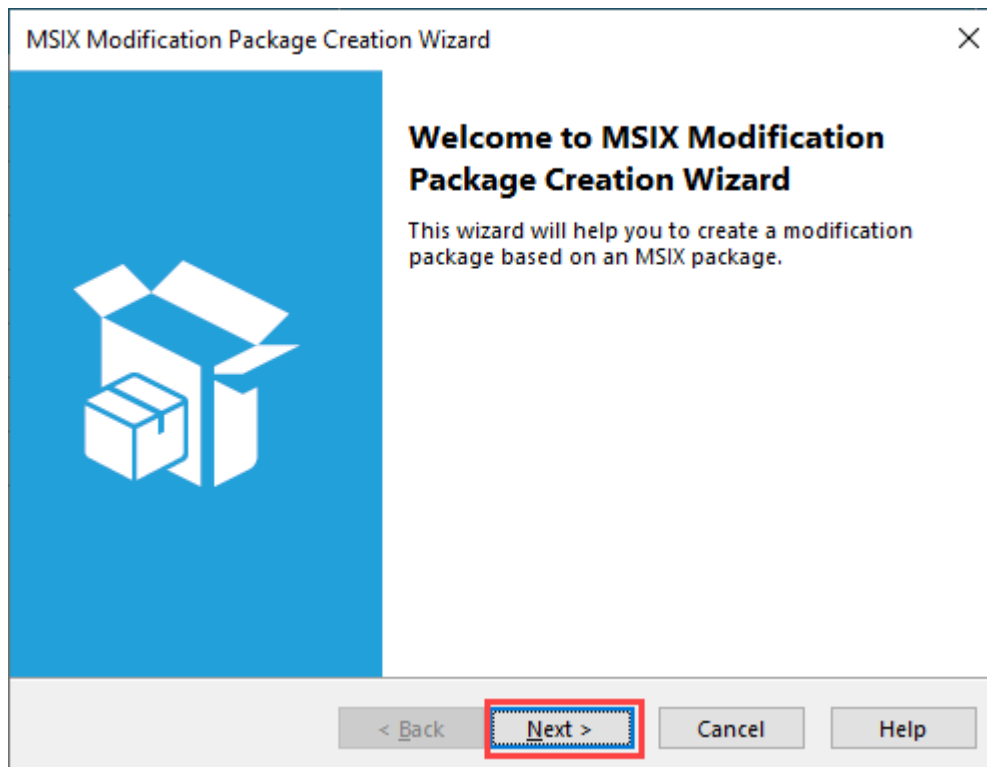 MSIX Modification Package Creation Wizard
Welcome to MSIX Modification
Package Creation Wizard
This wizard will help you to create a modification
package based on an MSIX package.
< Back
Next >
Cancel
Help